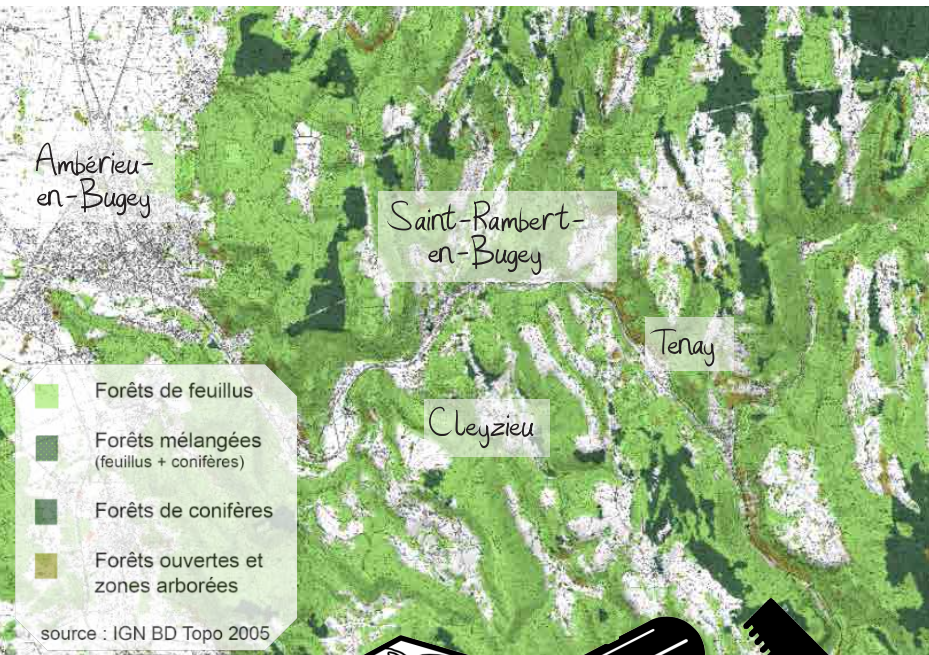 Ambérieu-
en-Bugey
Saint-Rambert-
en-Bugey
Tenay
Cleyzieu
Forêts de feuillus
Forêts mélangées
(feuillus + conifères)
Forêts de conifères
Forêts ouvertes et
zones arborées
source : IGN BD Topo 2005